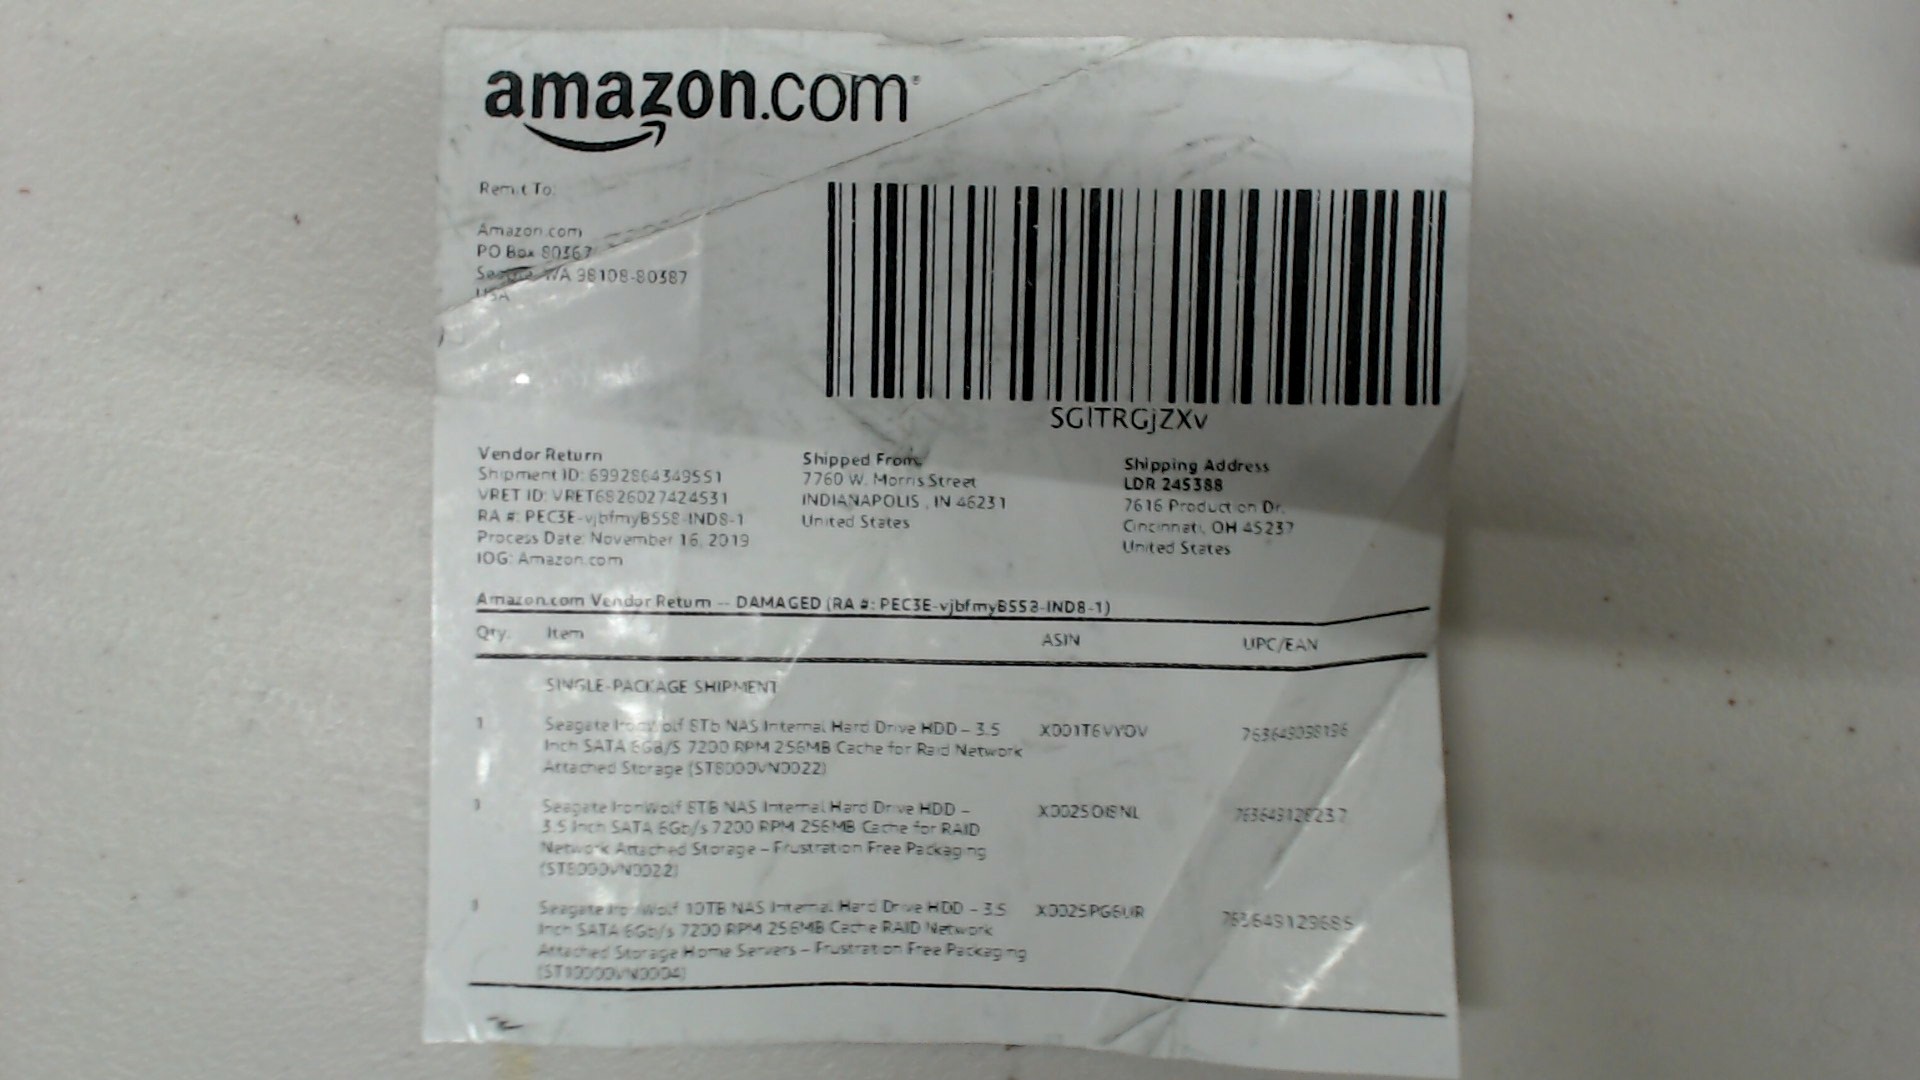 amazon.com
Remit To:
Amazon.com
PO Box 80367
WA 98108-80387
USA
SGITRGjZXv
Vendor Return
Shipment ID: 6992864349551
VRET ID: VRET6826027424531
RA #: PEC3E-vjbfmyB558-IND8-1
Process Date: November 16, 2019
IOG: Amazon.com
Shipped From:
7760 W. Morris Street
INDIANAPOLIS , IN 46231
United States
Shipping Address
LDR 245388
7616 Production Dr.
Cincinnati, OH 45237
United States
Amazon.com Vendor Return -- DAMAGED (RA #: PEC3E-vjbfmyB558-IND8-1)
Qty. Item ASIN UPC/EAN
SINGLE-PACKAGE SHIPMENT
1 Seagate IronWolf 8Tb NAS Internal Hard Drive HDD – 3.5 X001T6VYOV 763649098196
Inch SATA 6GB/S 7200 RPM 256MB Cache for Raid Network
Attached Storage (ST8000VN0022)
1 Seagate IronWolf 8TB NAS Internal Hard Drive HDD – 763649128237
3.5 Inch SATA 6Gb/s 7200 RPM 256MB Cache for RAID
Network Attached Storage – Frustration Free Packaging
(ST8000VN0022)
1 Seagate IronWolf 10TB NAS Internal Hard Drive HDD – 3.5 X0025PG6UR
Inch SATA 6Gb/s 7200 RPM 256MB Cache RAID Network
Attached Storage Home Servers – Frustration Free Packaging
(ST10000VN0004)